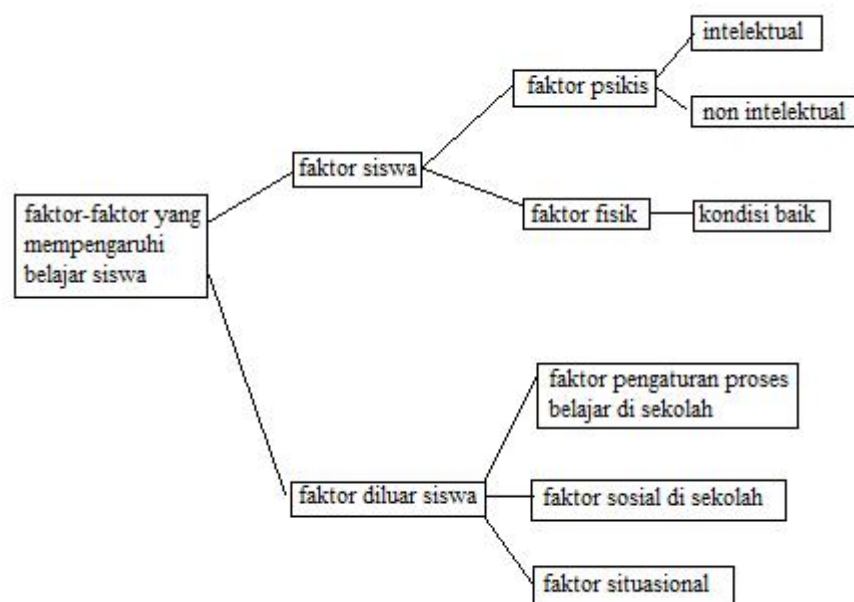 intelektual
faktor psikis
non intelektual
faktor siswa
faktor-faktor yang
mempengaruhi
belajar siswa
faktor fisik
kondisi baik
faktor pengaturan proses
belajar di sekolah
faktor diluar siswa
faktor sosial di sekolah
faktor situasional